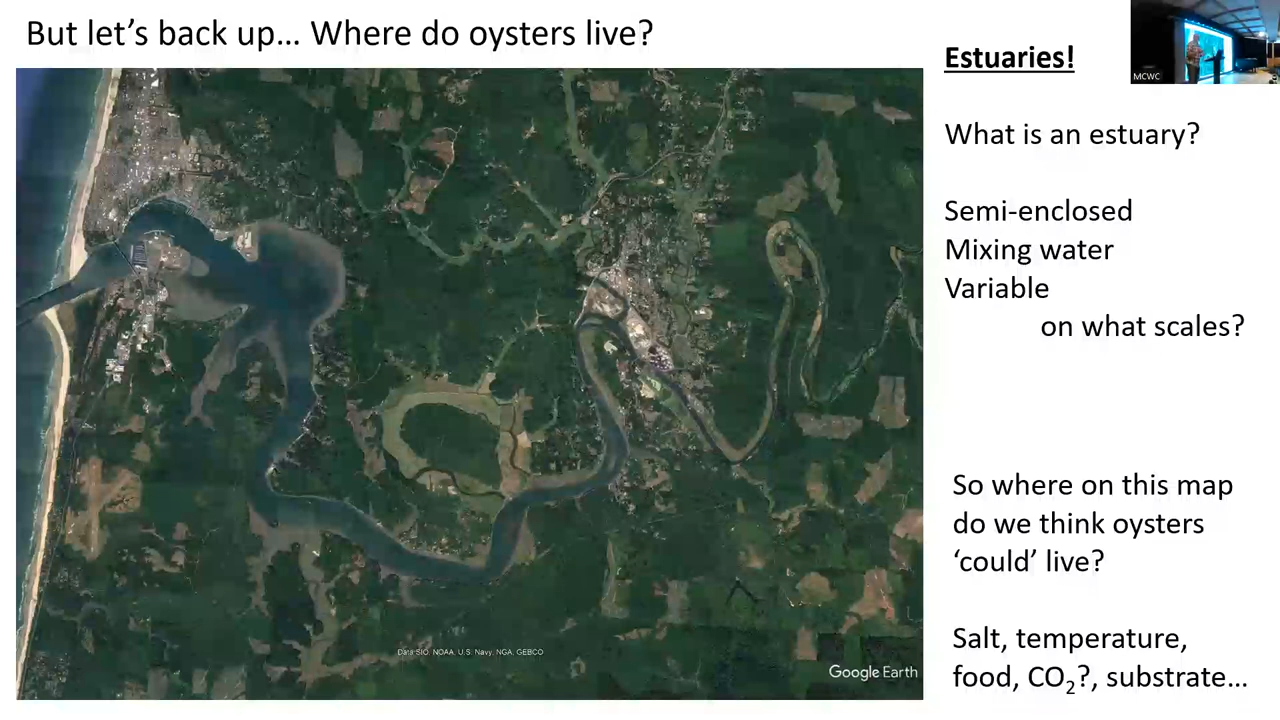 But let's back up... Where do oysters live?
Estuaries!
MCWC
What is an estuary?
Semi-enclosed
Mixing water
Variable
on what scales?
So where on this map
do we think oysters
‘could’ live?
Salt, temperature,
food, CO₂?, substrate...
Data SIO, NOAA, U.S. Navy, NGA, GEBCO
Google Earth